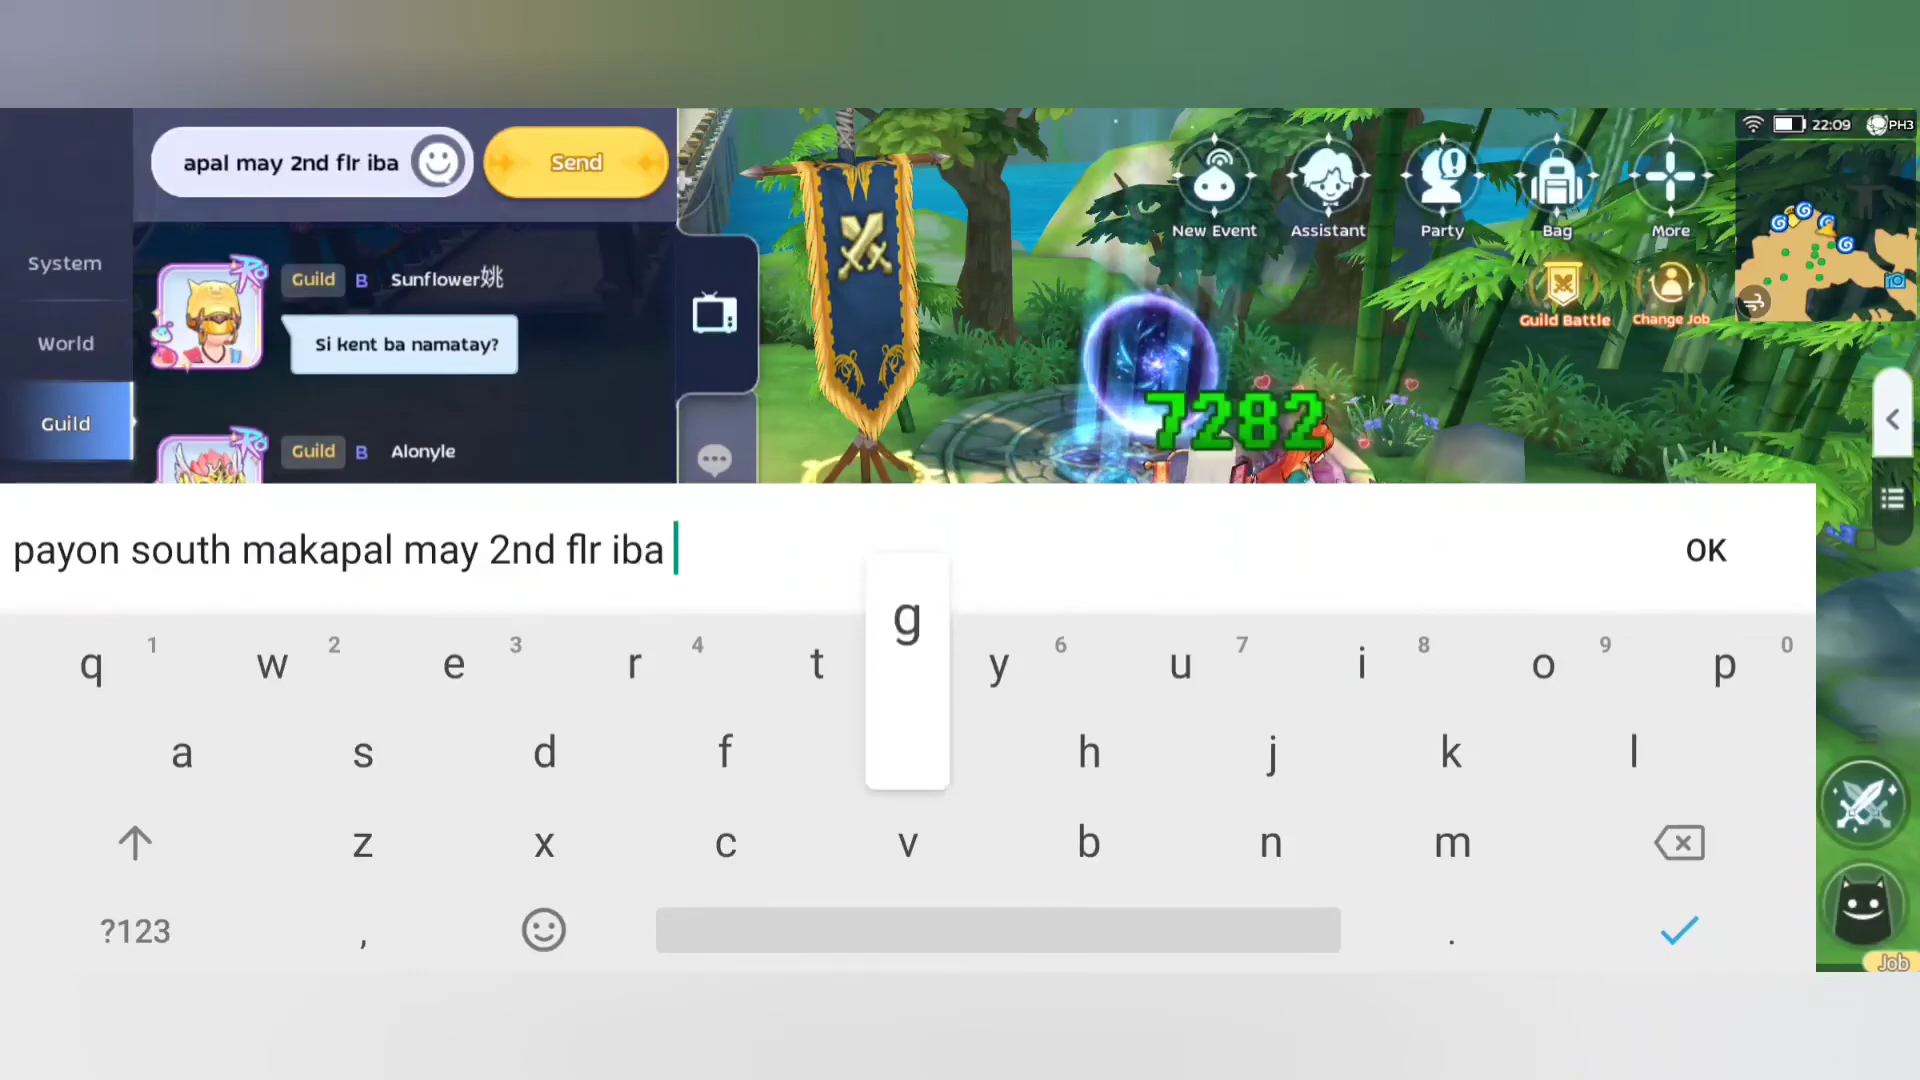 apal may 2nd flr iba
Send
22:09
PH3
New Event
Assistant
Party
Bag
More
System
World
Guild
Guild B Sunflower姚
Si kent ba namatay?
Guild B Alonyle
Guild Battle
Change Job
7282
payon south makapal may 2nd flr iba
OK
g
1 2 3 4 6 7 8 9 0
q w e r t y u i o p
a s d f h j k l
z x c v b n m
?123 , .
Job